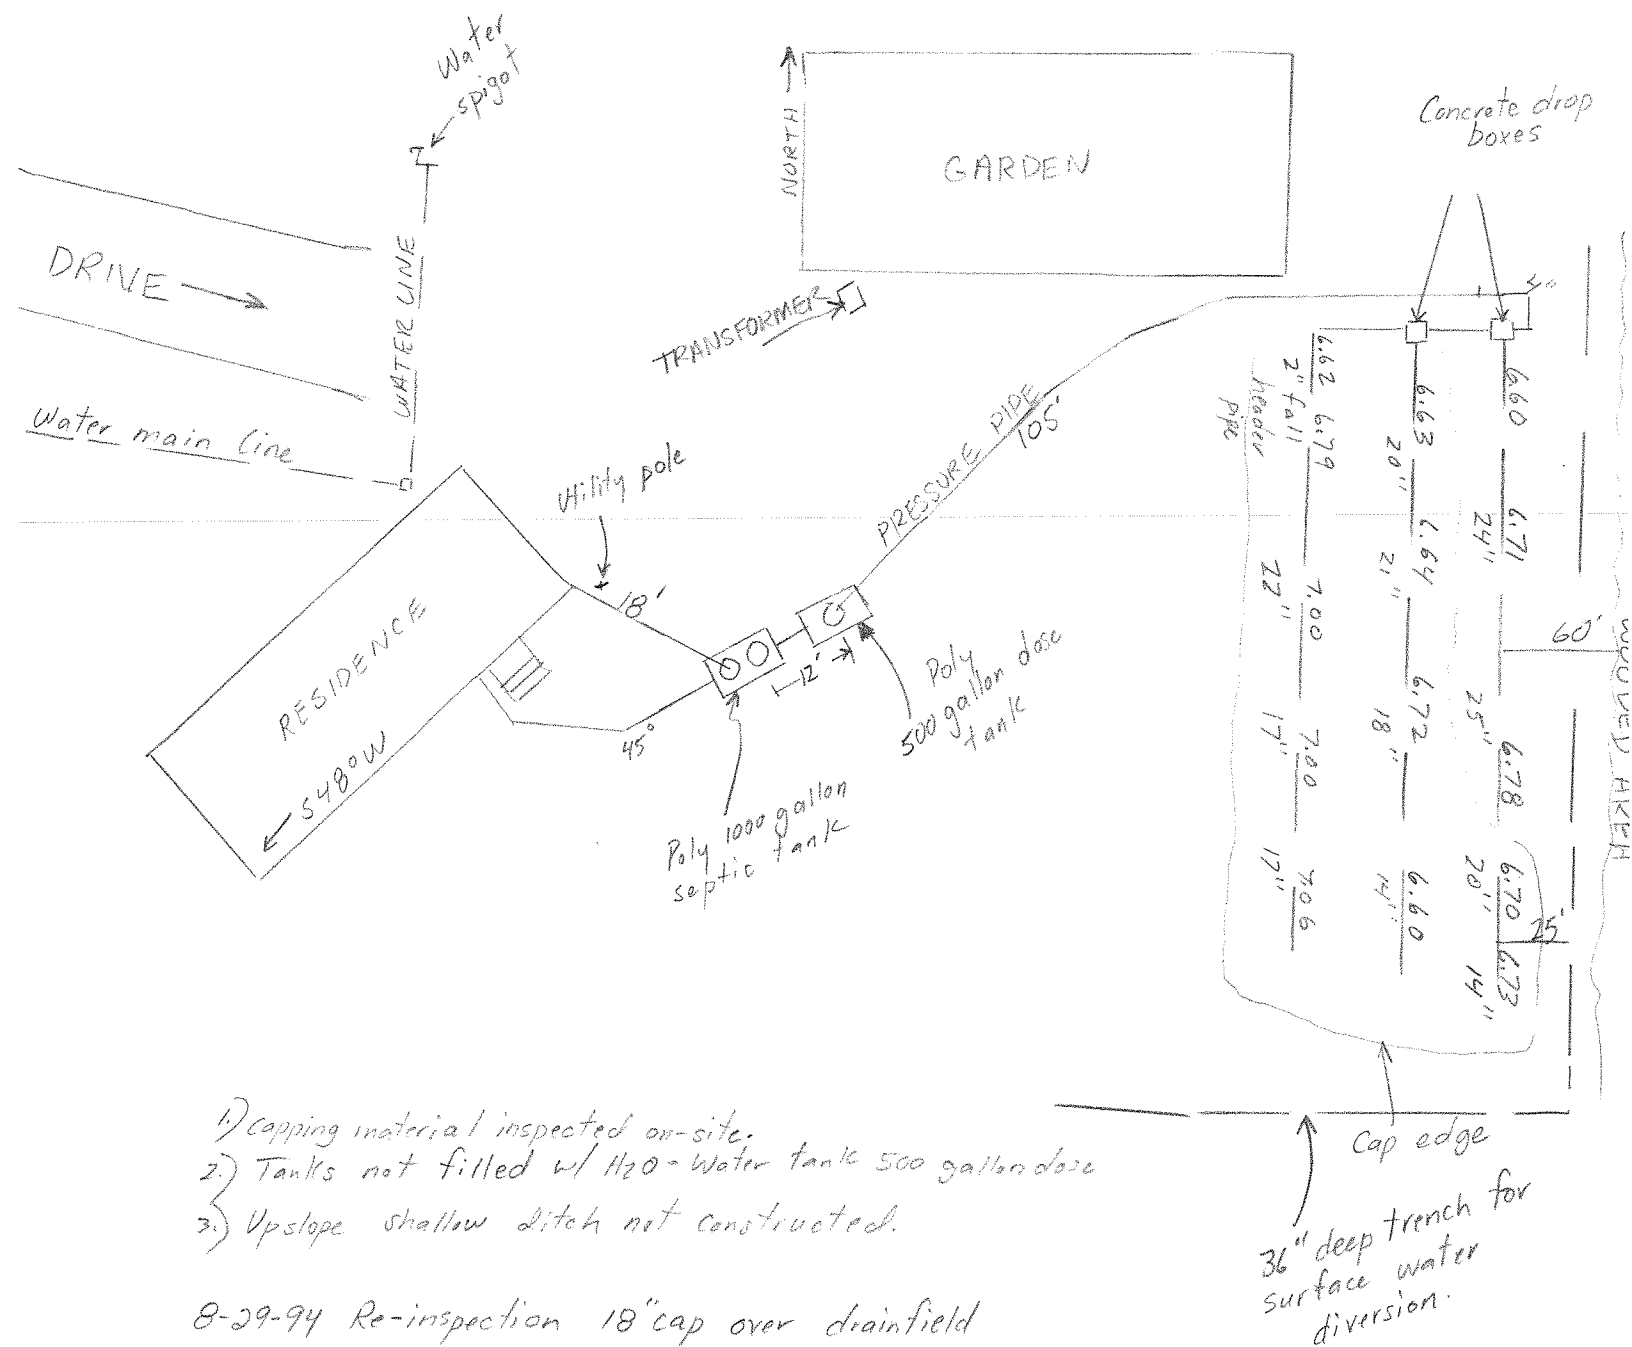 Water
spigot
NORTH
GARDEN
Concrete drop
boxes
DRIVE
WATER LINE
TRANSFORMER
Water main line
Utility pole
PRESSURE PIPE
105'
18'
RESIDENCE
S48°W
45°
12'
Poly
500 gallon dose
tank
Poly 1000 gallon
septic tank
6.62 6.79
2" fall
header
pipe
22"
7.00
17"
7.00
17"
7.06
6.63
20"
6.64
21"
6.72
18"
6.60
14"
6.60
6.71
24"
25"
6.78
6.70
20"
6.73
14"
60'
25'
WOODED AREA
Cap edge
36" deep trench for
surface water
diversion.
1.) Capping material inspected on-site.
2.) Tanks not filled w/ H2O - Water tank 500 gallon dose
3.) Upslope shallow ditch not constructed.
8-29-94 Re-inspection 18" cap over drainfield